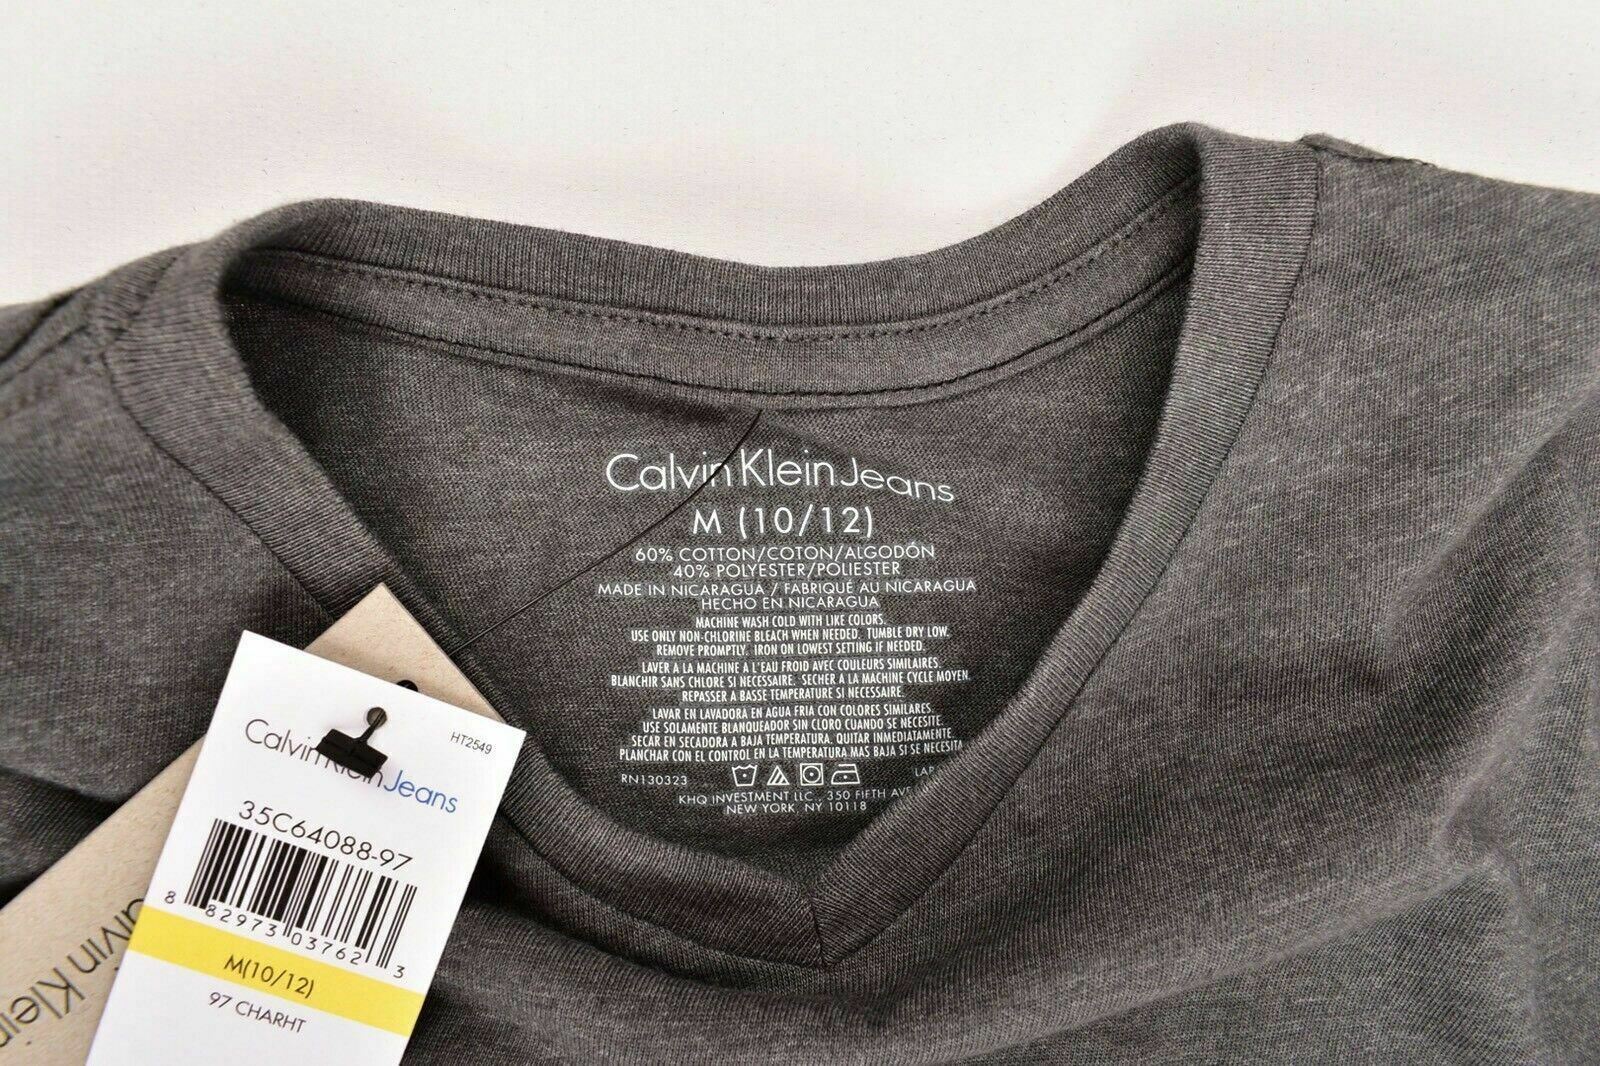 Calvin Klein Jeans
M (10/12)
60% COTTON/COTON/ALGODÓN
40% POLYESTER/POLIESTER
MADE IN NICARAGUA / FABRIQUÉ AU NICARAGUA
HECHO EN NICARAGUA
MACHINE WASH COLD WITH LIKE COLORS.
USE ONLY NON-CHLORINE BLEACH WHEN NEEDED. TUMBLE DRY LOW.
REMOVE PROMPTLY. IRON ON LOWEST SETTING IF NEEDED.
LAVER A LA MACHINE A L'EAU FROID AVEC COULEURS SIMILAIRES.
BLANCHIR SANS CHLORE SI NECESSAIRE. SECHER A LA MACHINE CYCLE MOYEN.
REPASSER A BASSE TEMPERATURE SI NECESSAIRE.
LAVAR EN LAVADORA EN AGUA FRIA CON COLORES SIMILARES.
USE SOLAMENTE BLANQUEADOR SIN CLORO CUANDO SE NECESITE.
SECAR EN SECADORA A BAJA TEMPERATURA. QUITAR INMEDIATAMENTE.
PLANCHAR CON EL CONTROL EN LA TEMPERATURA MAS BAJA SI SE NECESITA
RN130323
KHQ INVESTMENT LLC 350 FIFTH AVE
NEW YORK, NY 10118
HT2549
Calvin Klein Jeans
35C64088-97
8 82973 03762 3
M(10/12)
97 CHARHT
alvin Klein